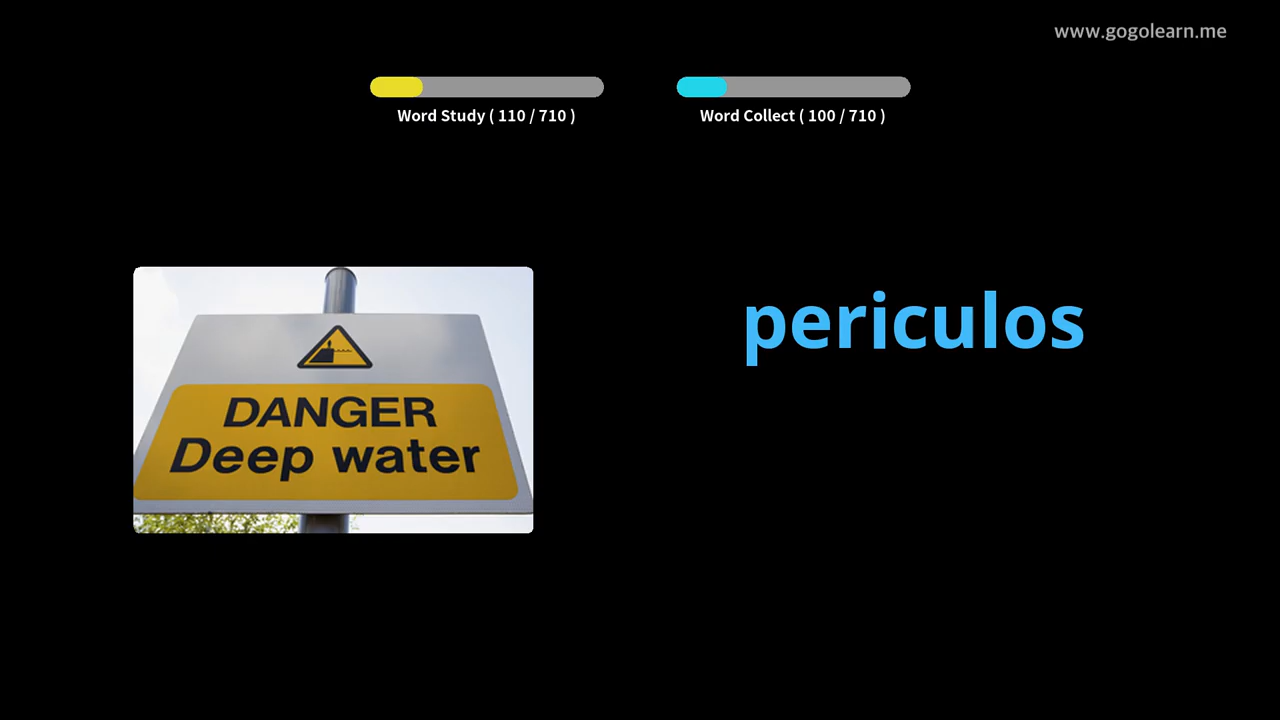 www.gogolearn.me
Word Study ( 110 / 710 )
Word Collect ( 100 / 710 )
periculos
DANGER
Deep water